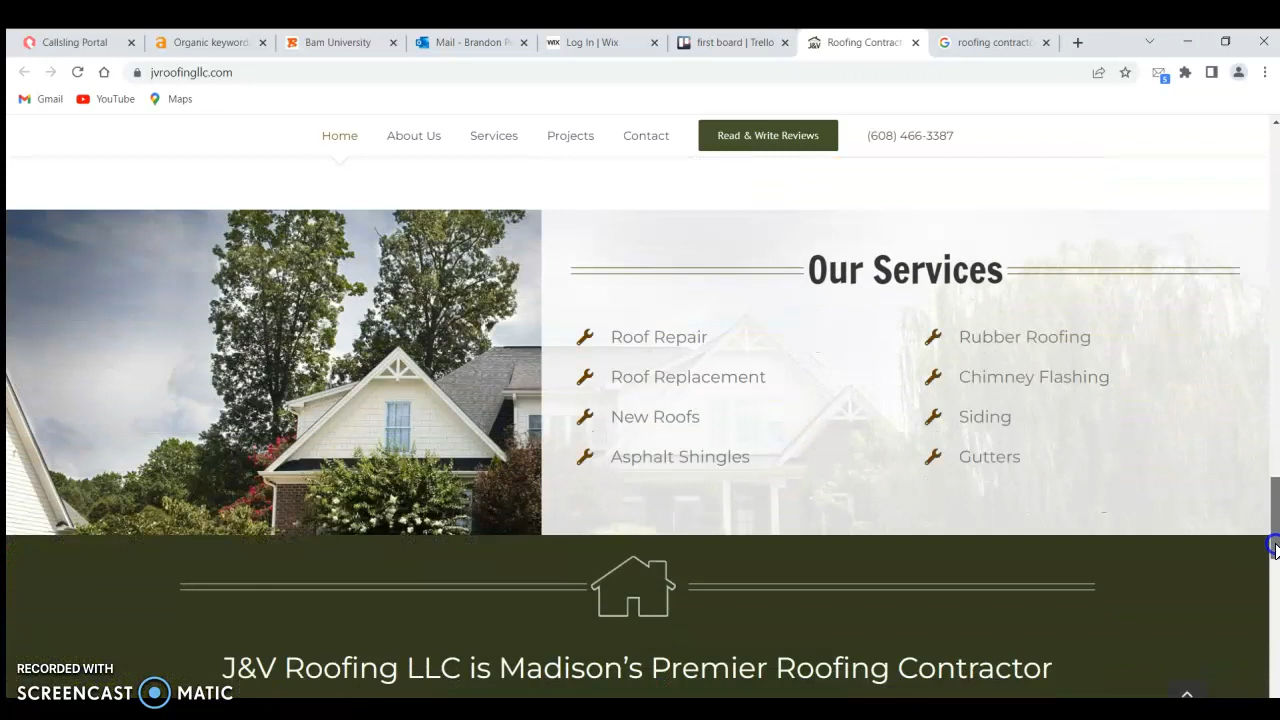 Callsling Portal
Organic keyword
Bam University
Mail - Brandon P
WIX Log In | Wix
first board | Trello
Roofing Contract
roofing contracto
jvroofingllc.com
5
Gmail
YouTube
Maps
Home
About Us
Services
Projects
Contact
Read & Write Reviews
(608) 466-3387
Our Services
Roof Repair
Rubber Roofing
Roof Replacement
Chimney Flashing
New Roofs
Siding
Asphalt Shingles
Gutters
J&V Roofing LLC is Madison's Premier Roofing Contractor
RECORDED WITH
SCREENCAST MATIC